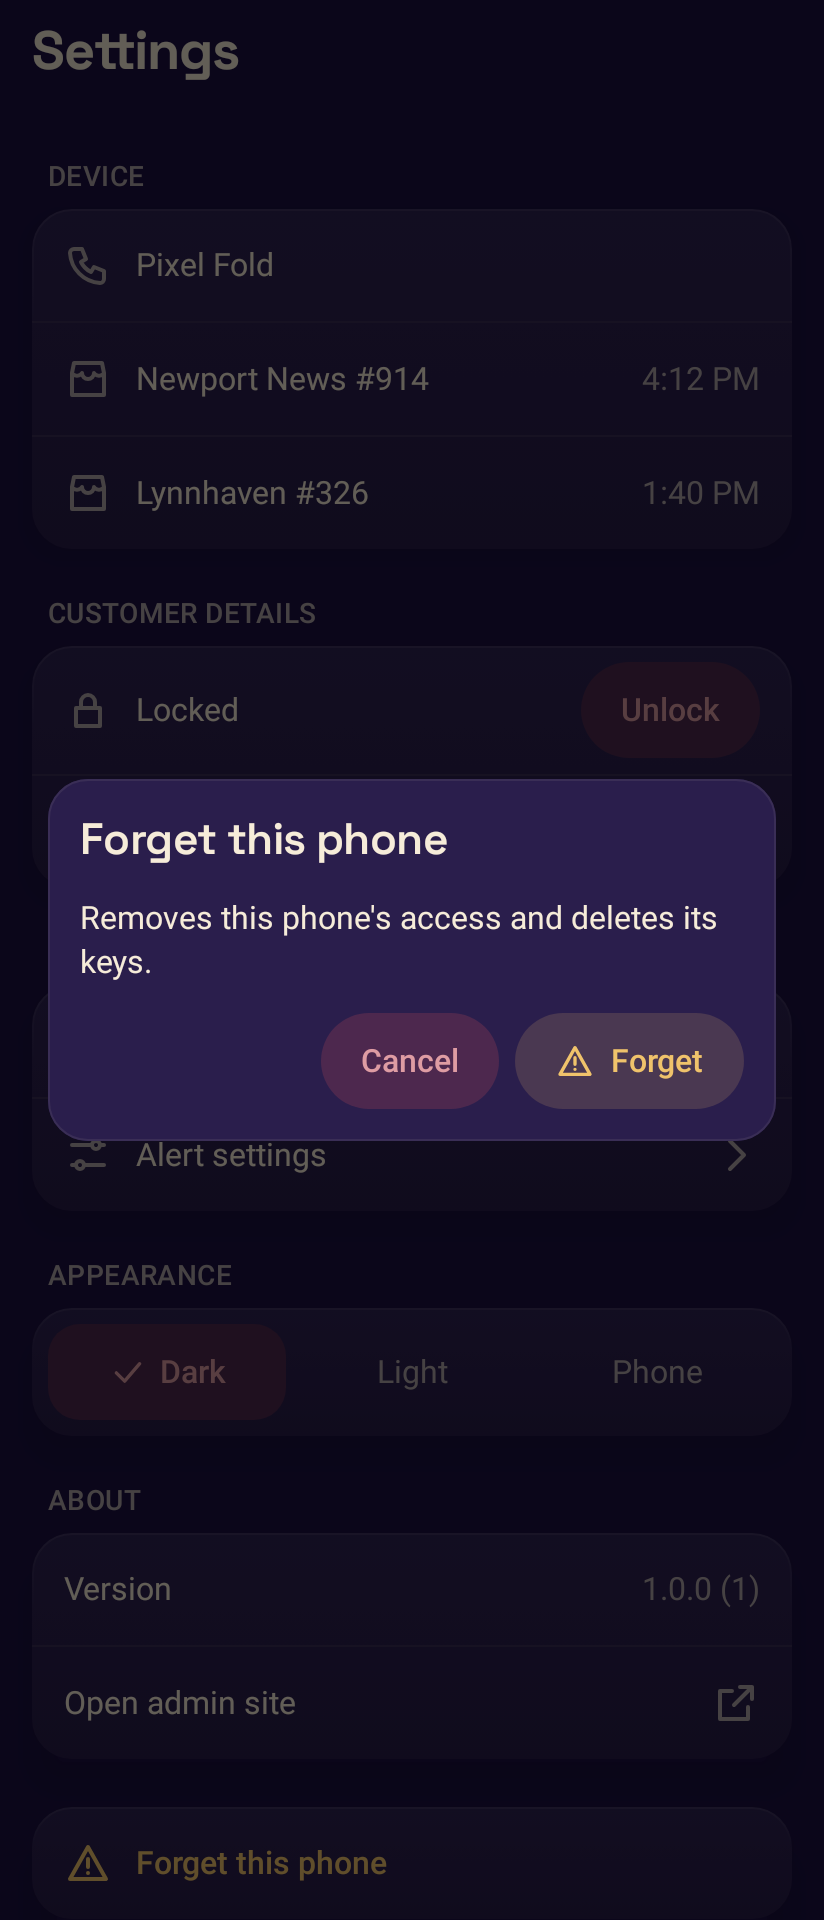 Settings
DEVICE
Pixel Fold
Newport News #914 4:12 PM
Lynnhaven #326 1:40 PM
CUSTOMER DETAILS
Locked Unlock
Forget this phone
Removes this phone's access and deletes its
keys.
Cancel Forget
Alert settings
APPEARANCE
Dark Light Phone
ABOUT
Version 1.0.0 (1)
Open admin site
Forget this phone